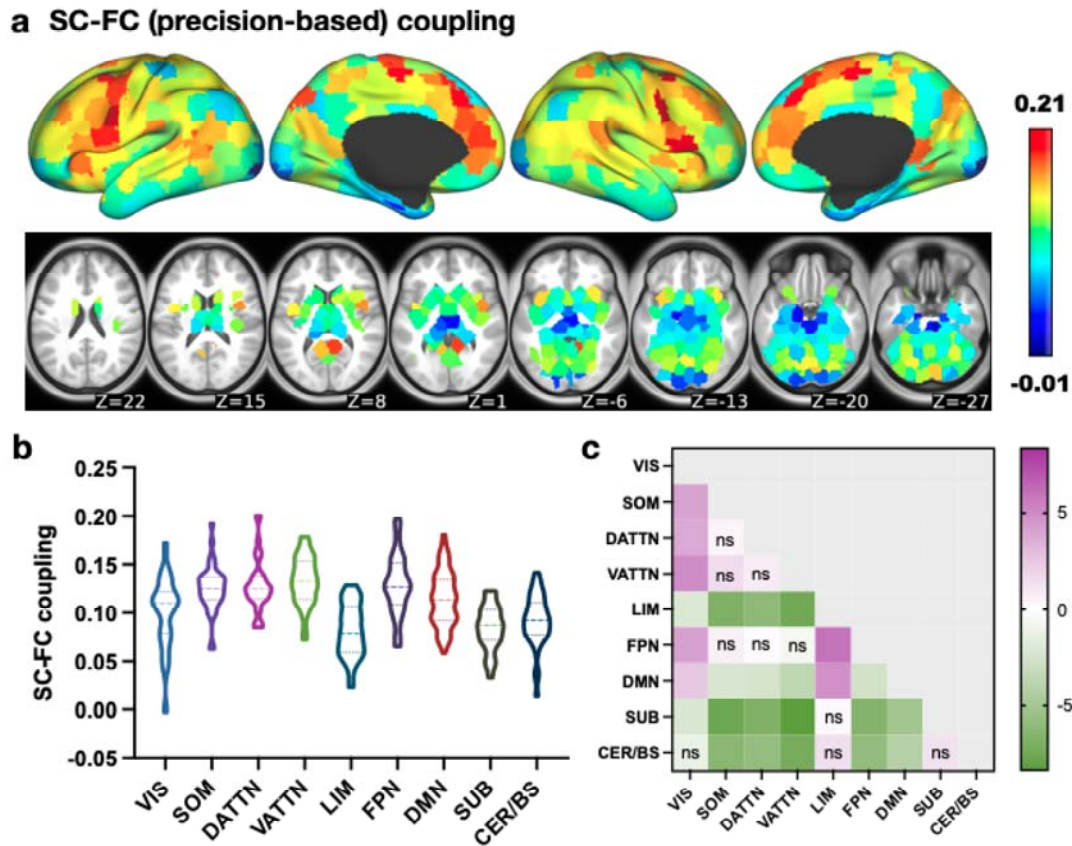 a SC-FC (precision-based) coupling
0.21
-0.01
Z=22 Z=15 Z=8 Z=1 Z=-6 Z=-13 Z=-20 Z=-27
b
SC-FC coupling
0.25
0.20
0.15
0.10
0.05
0.00
-0.05
VIS SOM DATTN VATTN LIM FPN DMN SUB CER/BS
c
VIS
SOM
DATTN ns
VATTN ns ns
LIM
FPN ns ns ns
DMN
SUB ns
CER/BS ns ns ns
VIS SOM DATTN VATTN LIM FPN DMN SUB CER/BS
5
0
-5